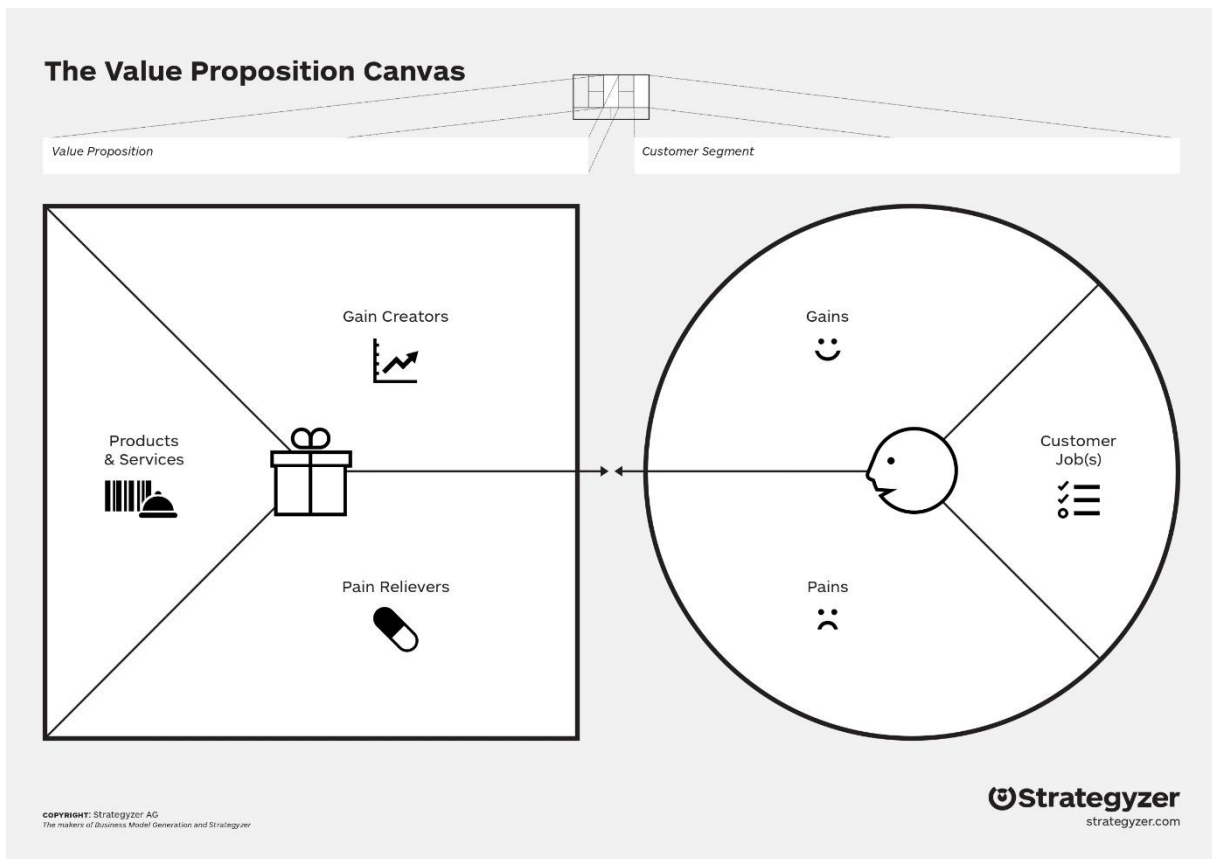 The Value Proposition Canvas
Value Proposition
Customer Segment
Gain Creators
Products
& Services
Pain Relievers
Gains
Customer
Job(s)
Pains
COPYRIGHT: Strategyzer AG
The makers of Business Model Generation and Strategyzer
Strategyzer
strategyzer.com